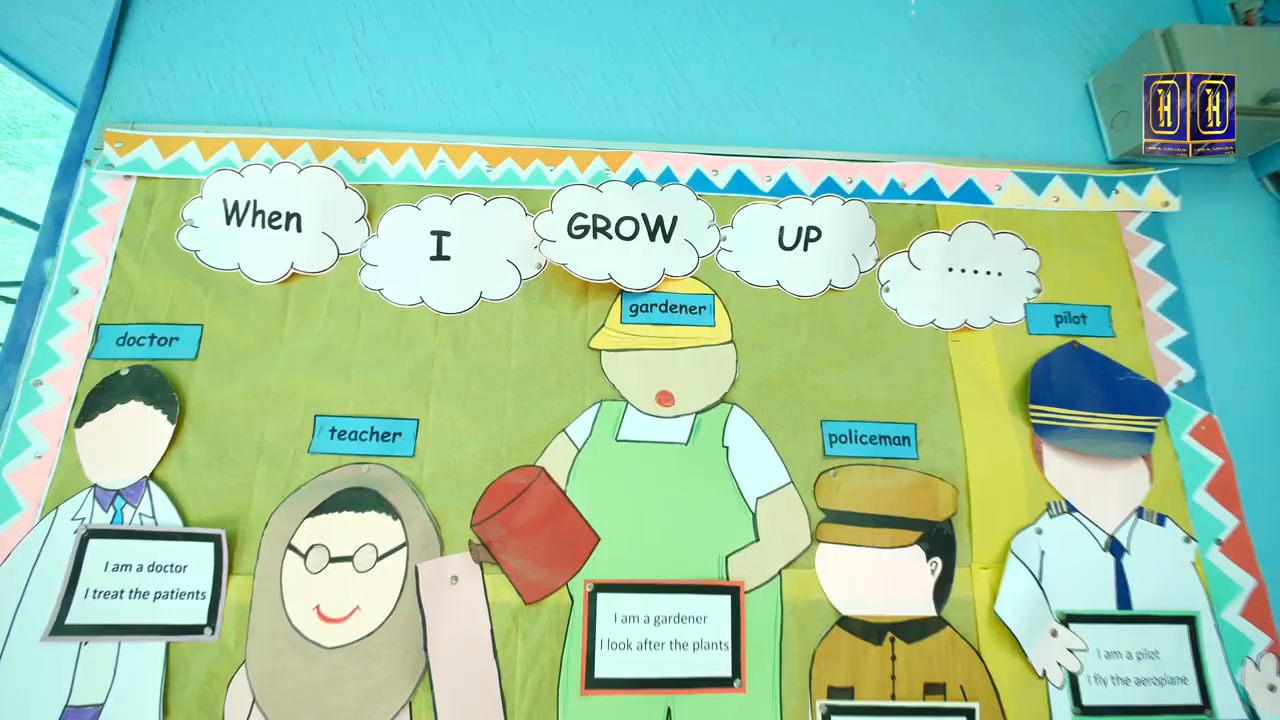 When
I
GROW
UP
.....
doctor
teacher
gardener
policeman
pilot
I am a doctor
I treat the patients
I am a gardener
I look after the plants
I am a pilot
I fly the aeroplane